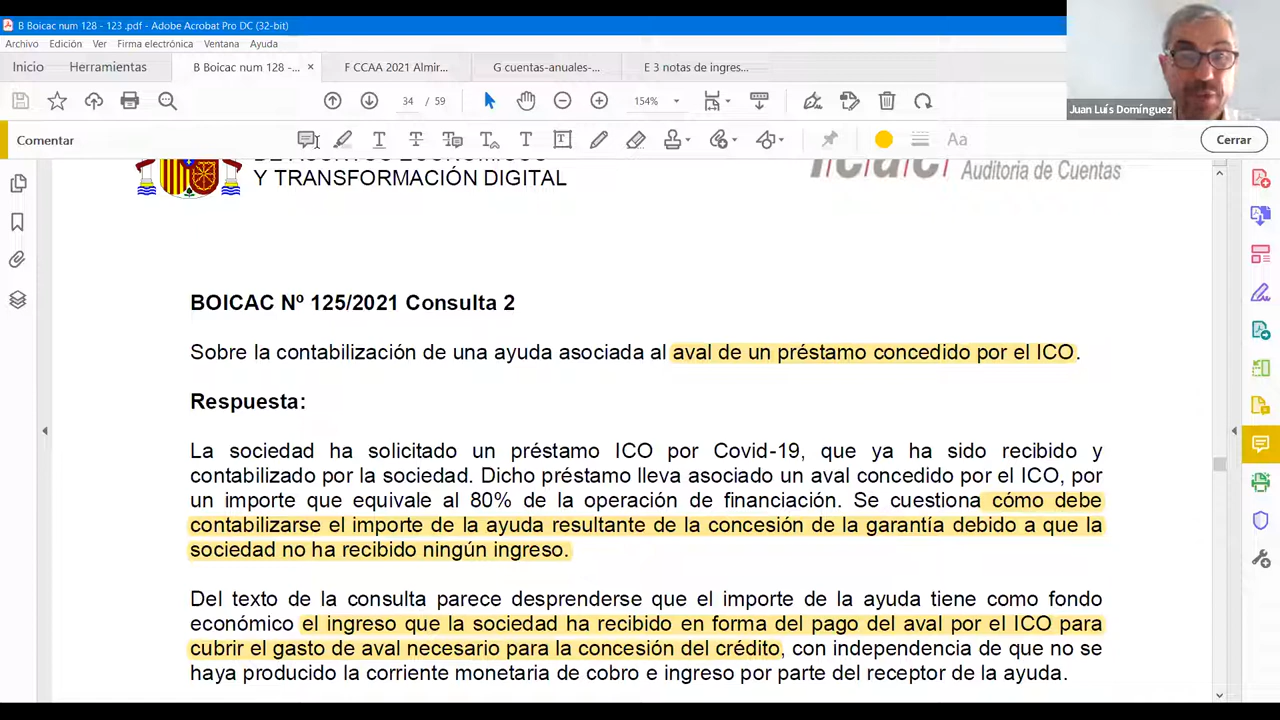 B Boicac num 128 - 123 .pdf - Adobe Acrobat Pro DC (32-bit)
Archivo Edición Ver Firma electrónica Ventana Ayuda
Inicio Herramientas B Boicac num 128 -... × F CCAA 2021 Almir... G cuentas-anuales-... E 3 notas de ingres...
34 / 59 154%
Juan Luís Domínguez
Comentar Aa Cerrar
DE ASUNTOS ECONÓMICOS
Y TRANSFORMACIÓN DIGITAL
icac Auditoria de Cuentas
BOICAC Nº 125/2021 Consulta 2
Sobre la contabilización de una ayuda asociada al aval de un préstamo concedido por el ICO.
Respuesta:
La sociedad ha solicitado un préstamo ICO por Covid-19, que ya ha sido recibido y
contabilizado por la sociedad. Dicho préstamo lleva asociado un aval concedido por el ICO, por
un importe que equivale al 80% de la operación de financiación. Se cuestiona cómo debe
contabilizarse el importe de la ayuda resultante de la concesión de la garantía debido a que la
sociedad no ha recibido ningún ingreso.
Del texto de la consulta parece desprenderse que el importe de la ayuda tiene como fondo
económico el ingreso que la sociedad ha recibido en forma del pago del aval por el ICO para
cubrir el gasto de aval necesario para la concesión del crédito, con independencia de que no se
haya producido la corriente monetaria de cobro e ingreso por parte del receptor de la ayuda.